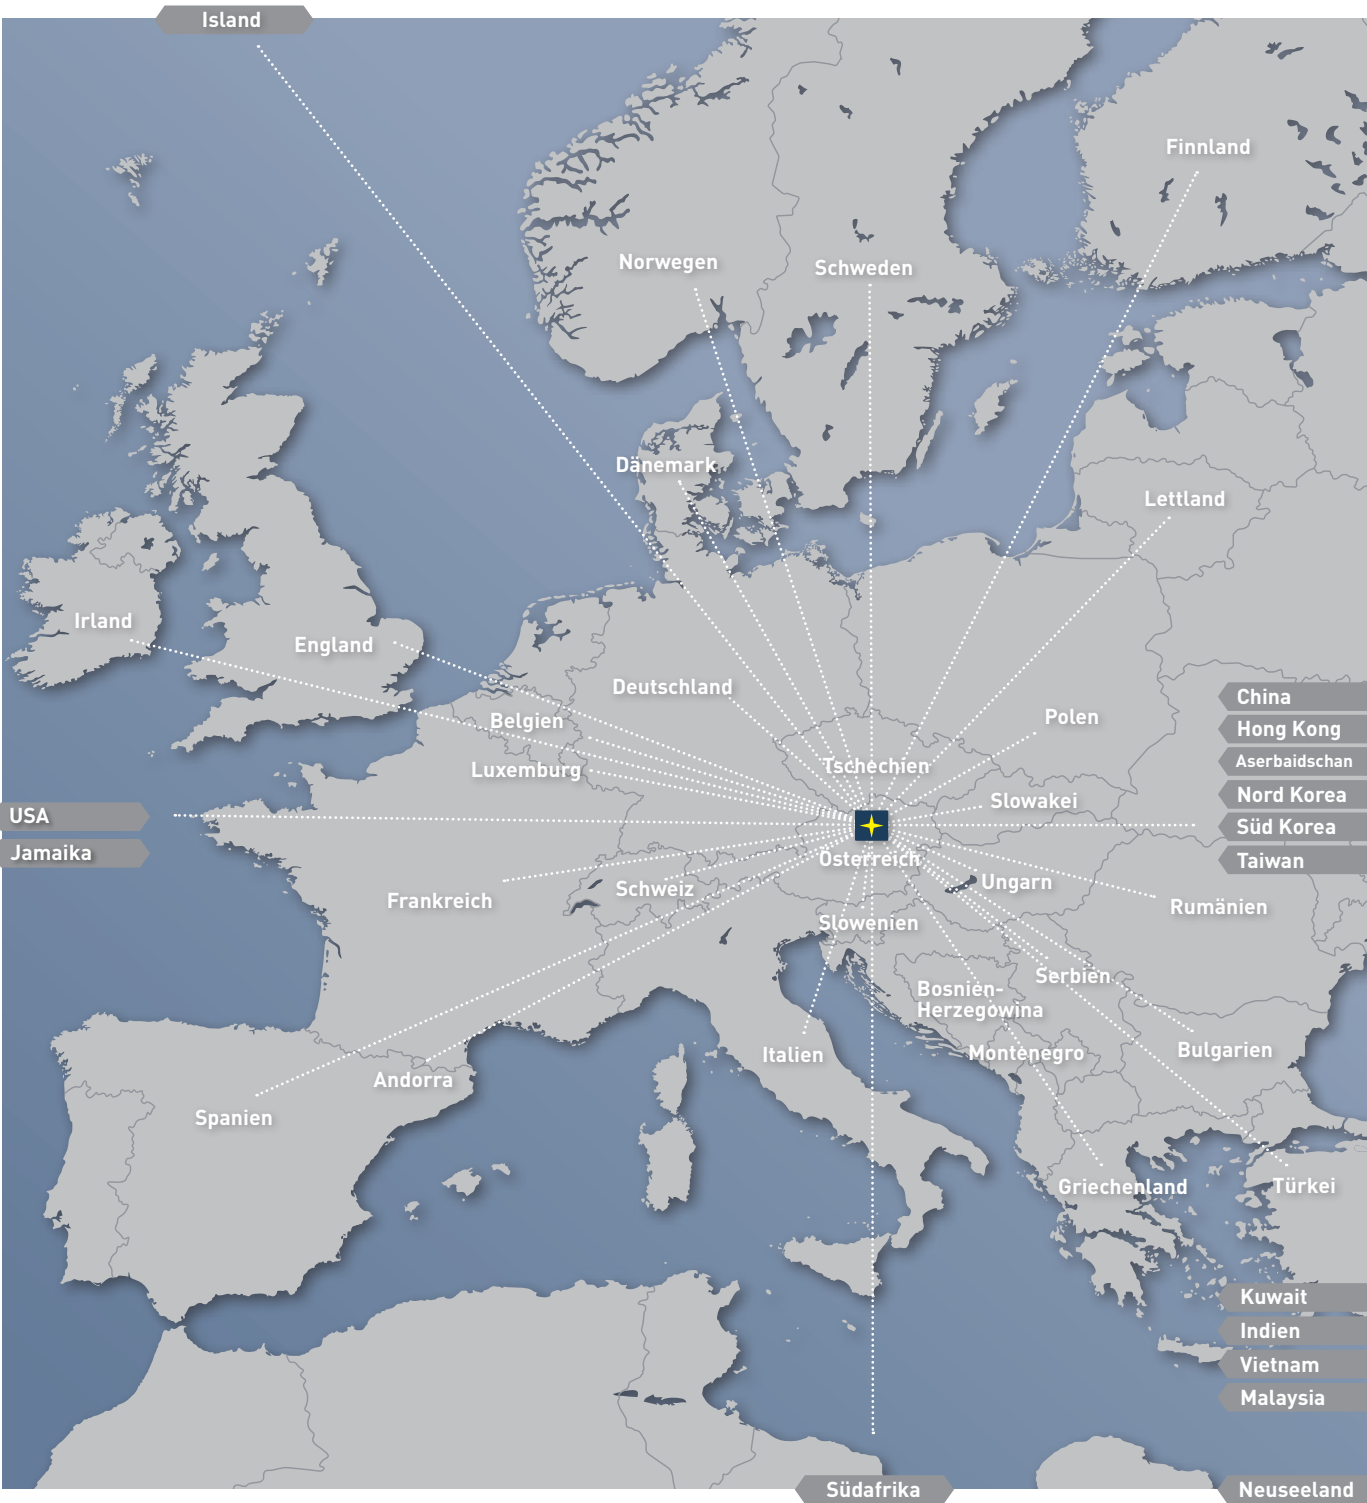 Island
Finnland
Norwegen
Schweden
Dänemark
Lettland
Irland
England
Deutschland
Belgien
Polen
Luxemburg
Tschechien
Slowakei
China
Hong Kong
Aserbaidschan
Nord Korea
Süd Korea
Taiwan
USA
Jamaika
Österreich
Schweiz
Ungarn
Frankreich
Rumänien
Slowenien
Serbien
Bosnien-
Herzegowina
Italien
Montenegro
Bulgarien
Andorra
Spanien
Griechenland
Türkei
Kuwait
Indien
Vietnam
Malaysia
Südafrika
Neuseeland